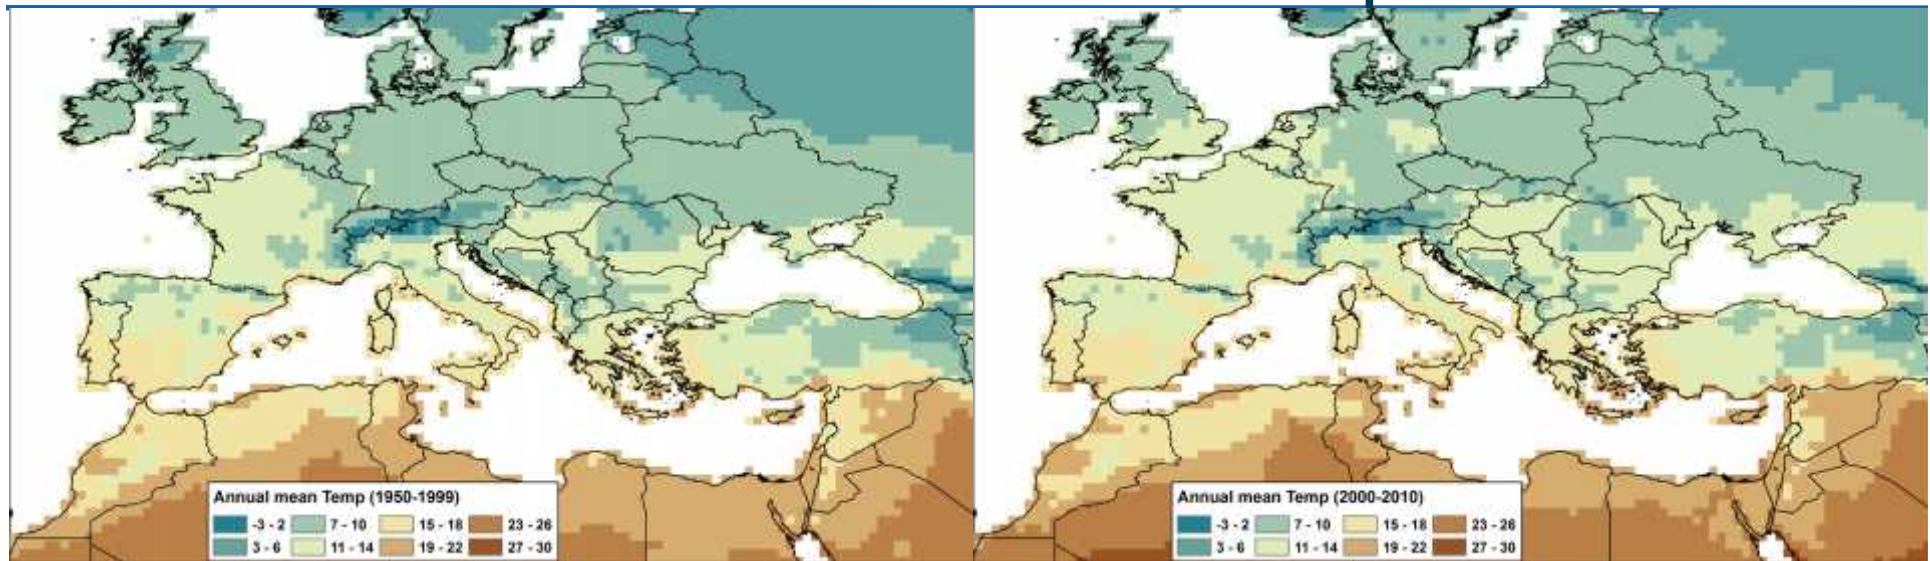 Annual mean Temp (1950-1999)
-3 - 2 7 - 10 15 - 18 23 - 26
3 - 6 11 - 14 19 - 22 27 - 30
Annual mean Temp (2000-2010)
-3 - 2 7 - 10 15 - 18 23 - 26
3 - 6 11 - 14 19 - 22 27 - 30